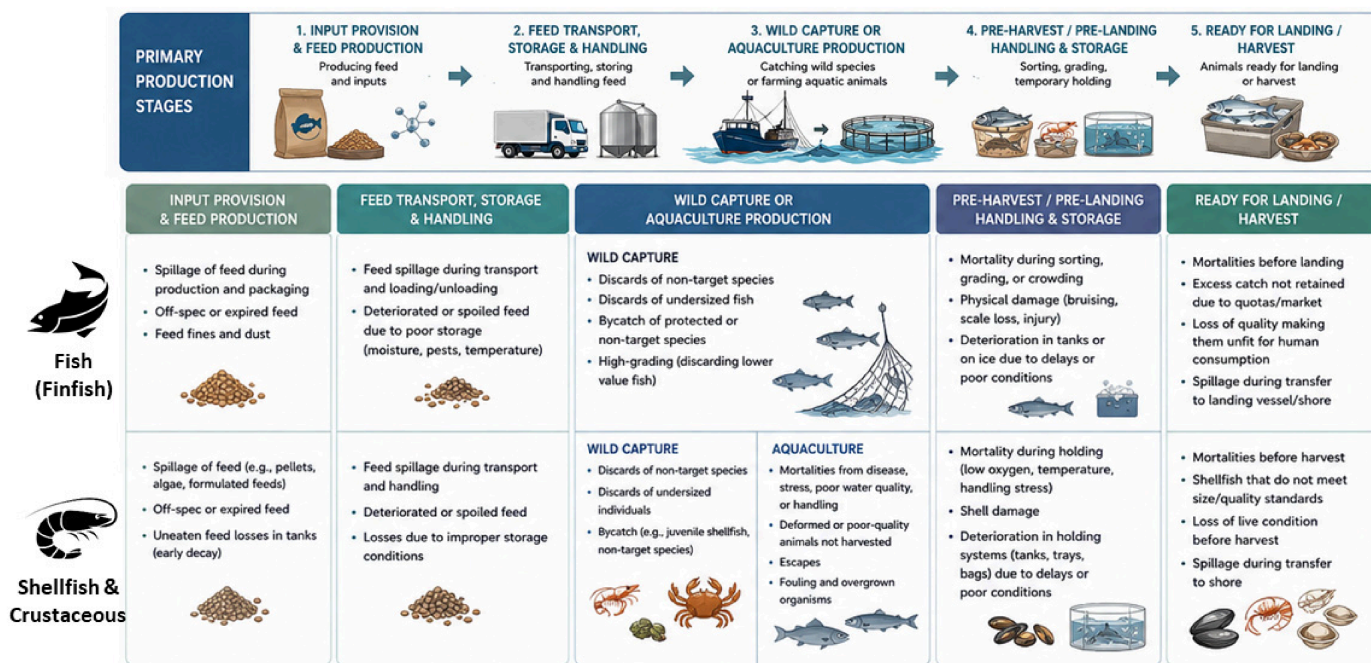 PRIMARY
PRODUCTION
STAGES
1. INPUT PROVISION
& FEED PRODUCTION
Producing feed
and inputs
2. FEED TRANSPORT,
STORAGE & HANDLING
Transporting, storing
and handling feed
3. WILD CAPTURE OR
AQUACULTURE PRODUCTION
Catching wild species
or farming aquatic animals
4. PRE-HARVEST / PRE-LANDING
HANDLING & STORAGE
Sorting, grading,
temporary holding
5. READY FOR LANDING /
HARVEST
Animals ready for landing
or harvest
INPUT PROVISION
& FEED PRODUCTION
FEED TRANSPORT, STORAGE
& HANDLING
WILD CAPTURE OR
AQUACULTURE PRODUCTION
PRE-HARVEST / PRE-LANDING
HANDLING & STORAGE
READY FOR LANDING /
HARVEST
Fish
(Finfish)
• Spillage of feed during
production and packaging
• Off-spec or expired feed
• Feed fines and dust
• Feed spillage during transport
and loading/unloading
• Deteriorated or spoiled feed
due to poor storage
(moisture, pests, temperature)
WILD CAPTURE
• Discards of non-target species
• Discards of undersized fish
• Bycatch of protected or
non-target species
• High-grading (discarding lower
value fish)
• Mortality during sorting,
grading, or crowding
• Physical damage (bruising,
scale loss, injury)
• Deterioration in tanks or
on ice due to delays or
poor conditions
• Mortalities before landing
• Excess catch not retained
due to quotas/market
• Loss of quality making
them unfit for human
consumption
• Spillage during transfer
to landing vessel/shore
Shellfish &
Crustaceous
• Spillage of feed (e.g., pellets,
algae, formulated feeds)
• Off-spec or expired feed
• Uneaten feed losses in tanks
(early decay)
• Feed spillage during transport
and handling
• Deteriorated or spoiled feed
• Losses due to improper storage
conditions
WILD CAPTURE
• Discards of non-target species
• Discards of undersized
individuals
• Bycatch (e.g., juvenile shellfish,
non-target species)
AQUACULTURE
• Mortalities from disease,
stress, poor water quality,
or handling
• Deformed or poor-quality
animals not harvested
• Escapes
• Fouling and overgrown
organisms
• Mortality during holding
(low oxygen, temperature,
handling stress)
• Shell damage
• Deterioration in holding
systems (tanks, trays,
bags) due to delays or
poor conditions
• Mortalities before harvest
• Shellfish that do not meet
size/quality standards
• Loss of live condition
before harvest
• Spillage during transfer
to shore